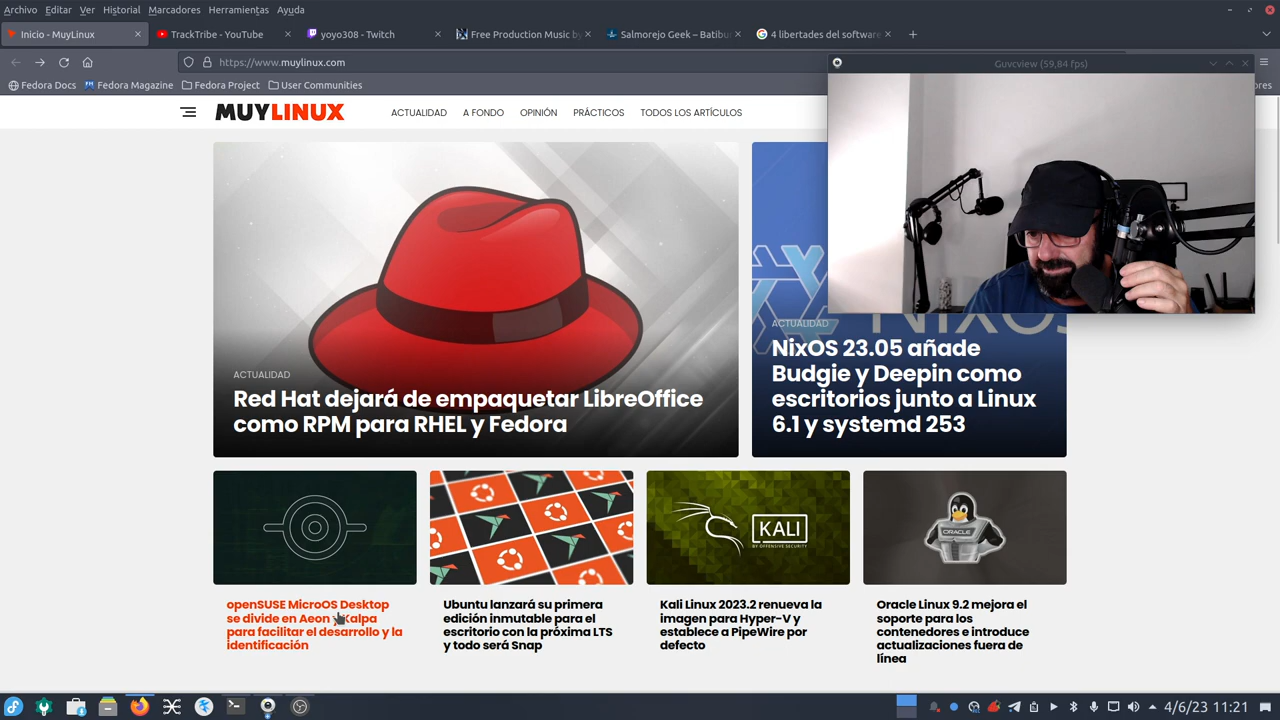 Archivo Editar Ver Historial Marcadores Herramientas Ayuda
Inicio - MuyLinux
TrackTribe - YouTube
yoyo308 - Twitch
Free Production Music by
Salmorejo Geek – Batibu
4 libertades del software
https://www.muylinux.com
Guvcview (59,84 fps)
Fedora Docs Fedora Magazine Fedora Project User Communities
ores
MUYLINUX
ACTUALIDAD A FONDO OPINIÓN PRÁCTICOS TODOS LOS ARTÍCULOS
ACTUALIDAD
Red Hat dejará de empaquetar LibreOffice
como RPM para RHEL y Fedora
NIXOS
ACTUALIDAD
NixOS 23.05 añade
Budgie y Deepin como
escritorios junto a Linux
6.1 y systemd 253
KALI
BY OFFENSIVE SECURITY
ORACLE
openSUSE MicroOS Desktop
se divide en Aeon Kalpa
para facilitar el desarrollo y la
identificación
Ubuntu lanzará su primera
edición inmutable para el
escritorio con la próxima LTS
y todo será Snap
Kali Linux 2023.2 renueva la
imagen para Hyper-V y
establece a PipeWire por
defecto
Oracle Linux 9.2 mejora el
soporte para los
contenedores e introduce
actualizaciones fuera de
línea
4/6/23 11:21